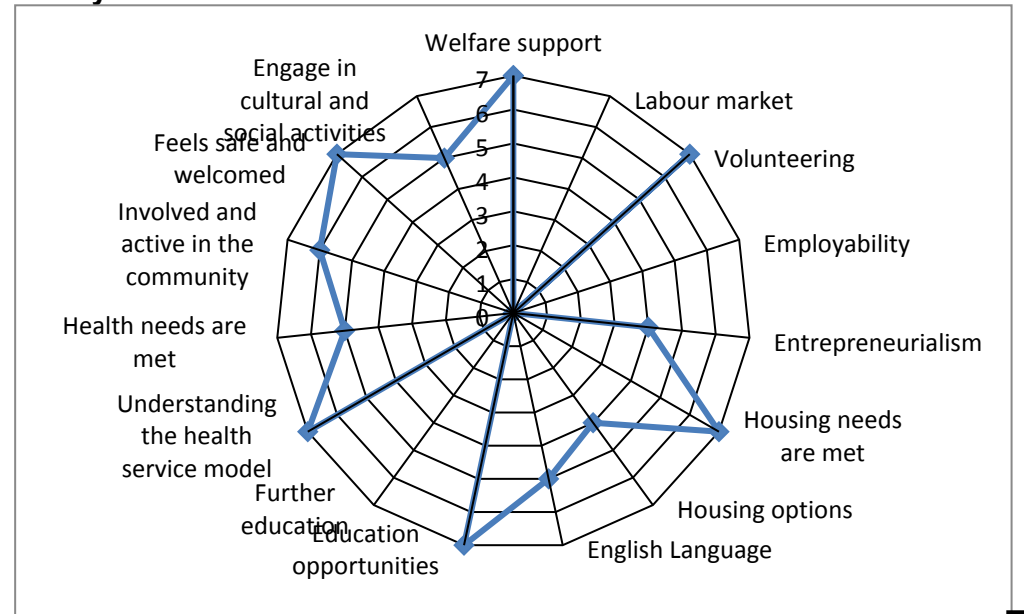 Welfare support
Labour market
Volunteering
Employability
Entrepreneurialism
Housing needs
are met
Housing options
English Language
Education
opportunities
Further
education
Understanding
the health
service model
Health needs are
met
Involved and
active in the
community
Feels safe and
welcomed
Engage in
cultural and
social activities
7
6
5
4
3
2
1
0